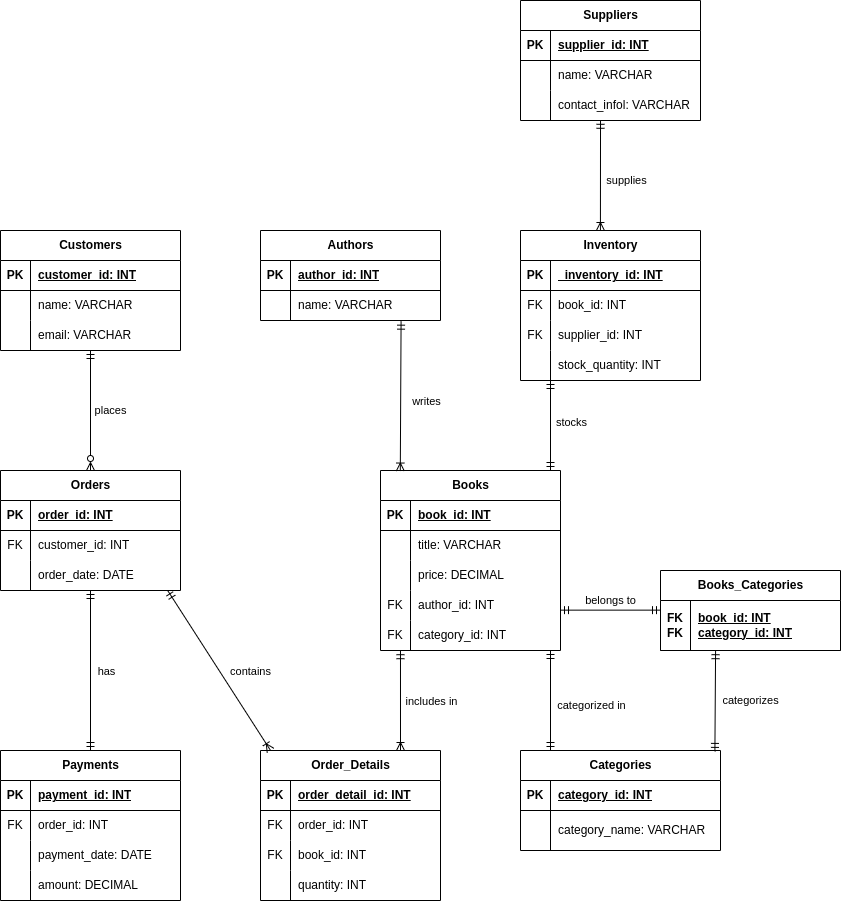 Suppliers
PK supplier_id: INT
name: VARCHAR
contact_infol: VARCHAR
supplies
Customers
PK customer_id: INT
name: VARCHAR
email: VARCHAR
Authors
PK author_id: INT
name: VARCHAR
Inventory
PK _inventory_id: INT
FK book_id: INT
FK supplier_id: INT
stock_quantity: INT
places
writes
stocks
Orders
PK order_id: INT
FK customer_id: INT
order_date: DATE
Books
PK book_id: INT
title: VARCHAR
price: DECIMAL
FK author_id: INT
FK category_id: INT
belongs to
Books_Categories
FK book_id: INT
FK category_id: INT
has
contains
includes in
categorized in
categorizes
Payments
PK payment_id: INT
FK order_id: INT
payment_date: DATE
amount: DECIMAL
Order_Details
PK order_detail_id: INT
FK order_id: INT
FK book_id: INT
quantity: INT
Categories
PK category_id: INT
category_name: VARCHAR